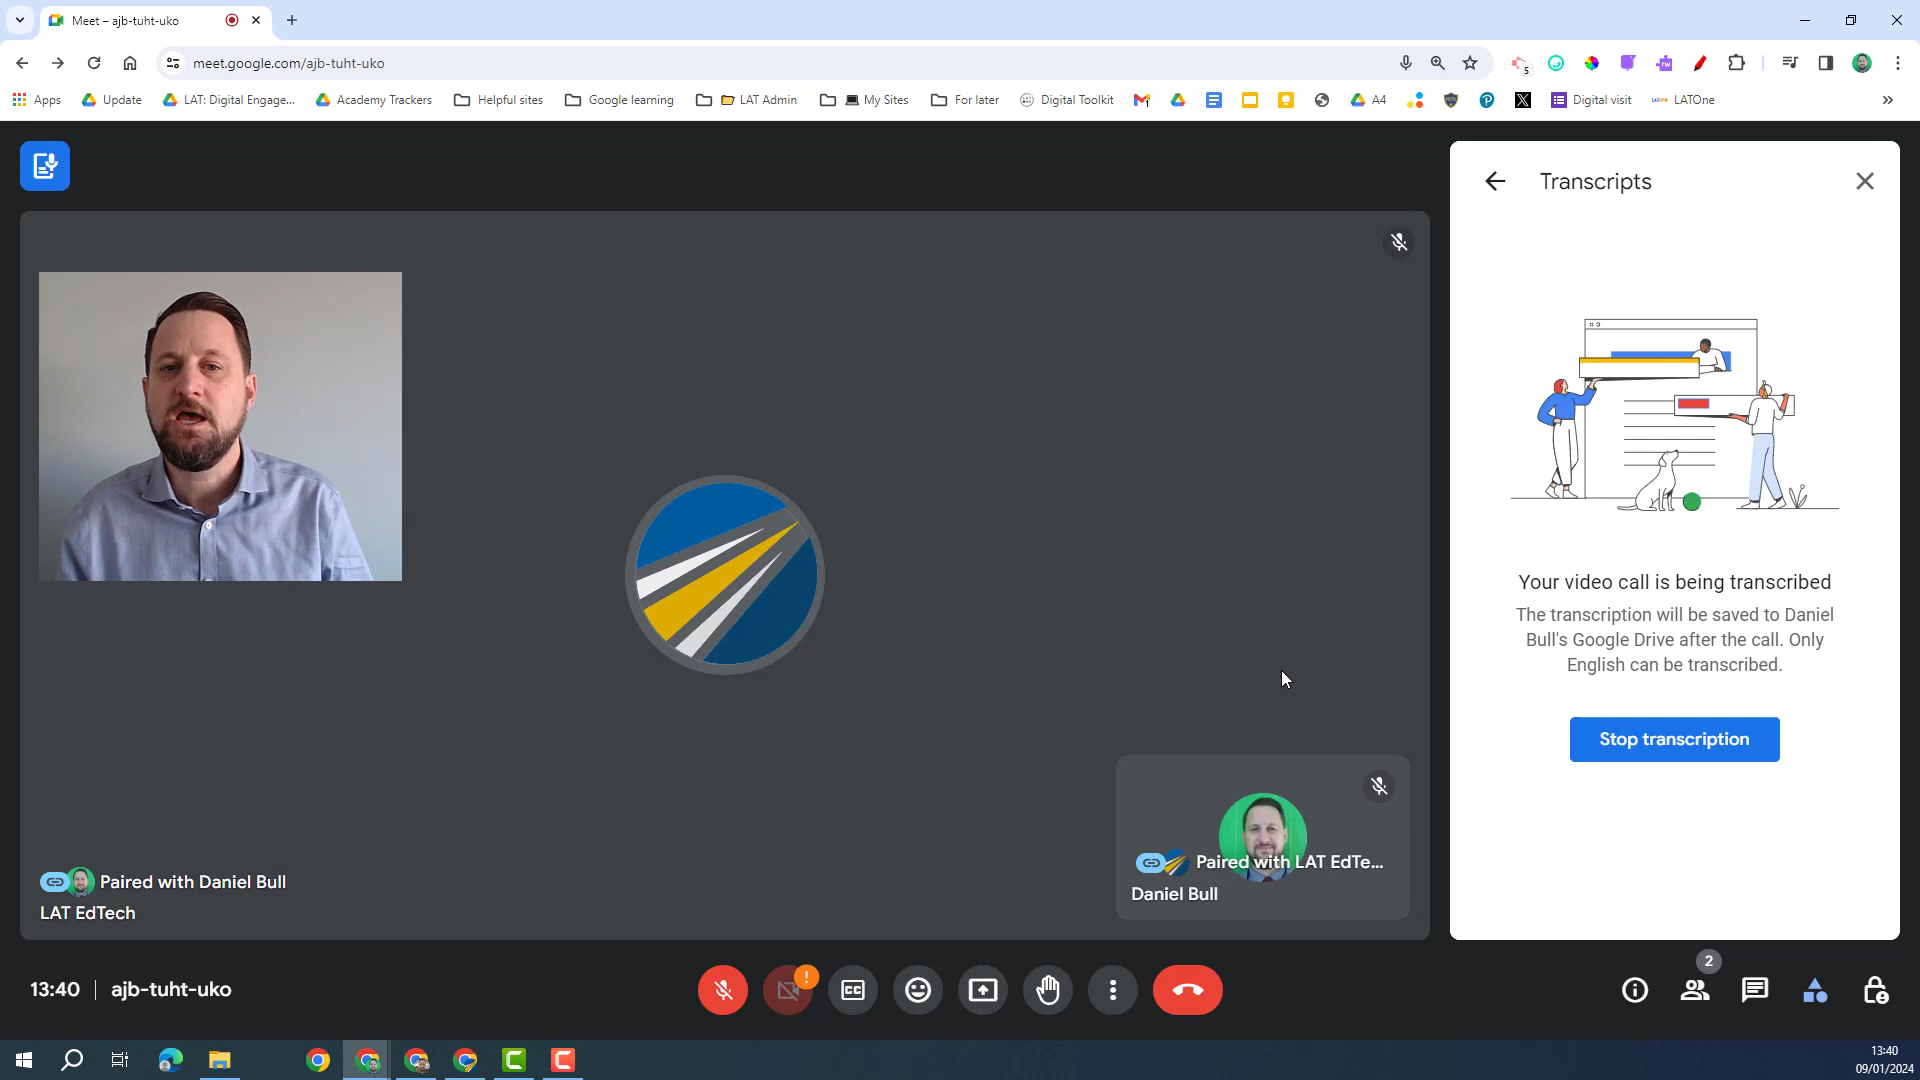 Meet – ajb-tuht-uko
meet.google.com/ajb-tuht-uko
5
Apps
Update
LAT: Digital Engage...
Academy Trackers
Helpful sites
Google learning
LAT Admin
My Sites
For later
Digital Toolkit
A4
Digital visit
LATOne
Transcripts
Your video call is being transcribed
The transcription will be saved to Daniel
Bull's Google Drive after the call. Only
English can be transcribed.
Stop transcription
Paired with LAT EdTe...
Daniel Bull
Paired with Daniel Bull
LAT EdTech
13:40 | ajb-tuht-uko
CC
2
13:40
09/01/2024